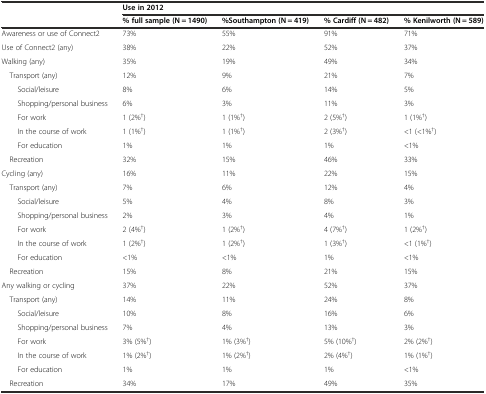 Use in 2012
% full sample (N = 1490) %Southampton (N = 419) % Cardiff (N = 482) % Kenilworth (N = 589)
Awareness or use of Connect2 73% 55% 91% 71%
Use of Connect2 (any) 38% 22% 52% 37%
Walking (any) 35% 19% 49% 34%
Transport (any) 12% 9% 21% 7%
Social/leisure 8% 6% 14% 5%
Shopping/personal business 6% 3% 11% 3%
For work 1 (2%†) 1 (1%†) 2 (5%†) 1 (1%†)
In the course of work 1 (1%†) 1 (1%†) 2 (3%†) <1 (<1%†)
For education 1% 1% 1% <1%
Recreation 32% 15% 46% 33%
Cycling (any) 16% 11% 22% 15%
Transport (any) 7% 6% 12% 4%
Social/leisure 5% 4% 8% 3%
Shopping/personal business 2% 3% 4% 1%
For work 2 (4%†) 1 (2%†) 4 (7%†) 1 (2%†)
In the course of work 1 (2%†) 1 (2%†) 1 (3%†) <1 (1%†)
For education <1% <1% 1% <1%
Recreation 15% 8% 21% 15%
Any walking or cycling 37% 22% 52% 37%
Transport (any) 14% 11% 24% 8%
Social/leisure 10% 8% 16% 6%
Shopping/personal business 7% 4% 13% 3%
For work 3% (5%†) 1% (3%†) 5% (10%†) 2% (2%†)
In the course of work 1% (2%†) 1% (2%†) 2% (4%†) 1% (1%†)
For education 1% 1% 1% <1%
Recreation 34% 17% 49% 35%